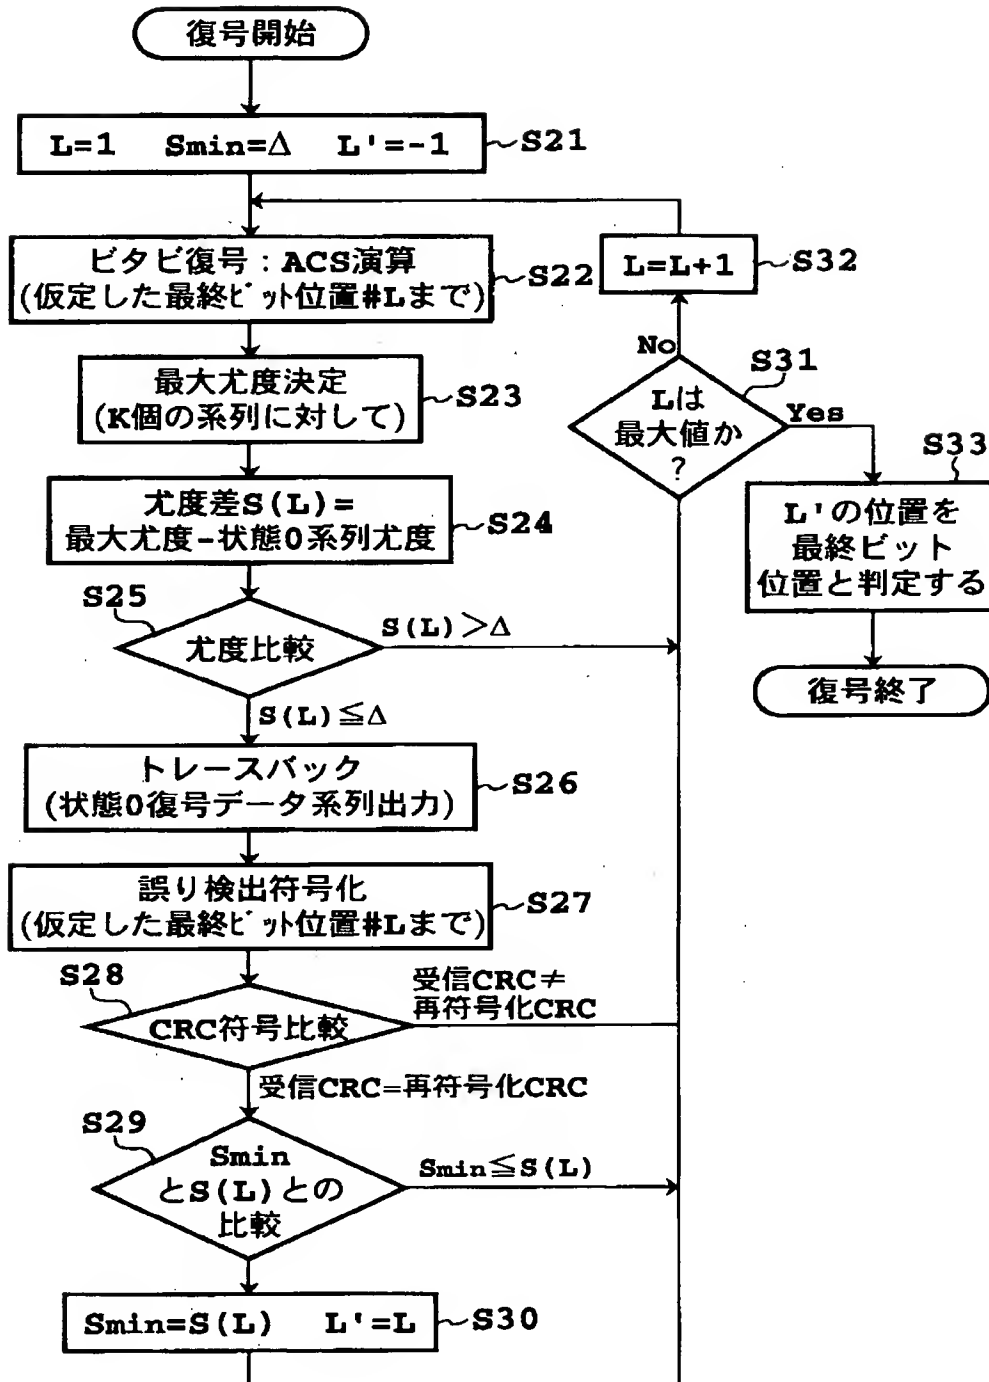 復号開始
L=1 Smin=Δ L'=-1
S21
ビタビ復号：ACS演算
(仮定した最終ビット位置#Lまで)
S22
最大尤度決定
(K個の系列に対して)
S23
尤度差S(L)=
最大尤度-状態0系列尤度
S24
S25
尤度比較
S(L)＞Δ
S(L)≦Δ
トレースバック
(状態0復号データ系列出力)
S26
誤り検出符号化
(仮定した最終ビット位置#Lまで)
S27
S28
CRC符号比較
受信CRC≠
再符号化CRC
受信CRC=再符号化CRC
S29
Smin
とS(L)との
比較
Smin≦S(L)
Smin=S(L) L'=L
S30
L=L+1
S32
No
S31
Lは
最大値か
?
Yes
S33
L'の位置を
最終ビット
位置と判定する
復号終了